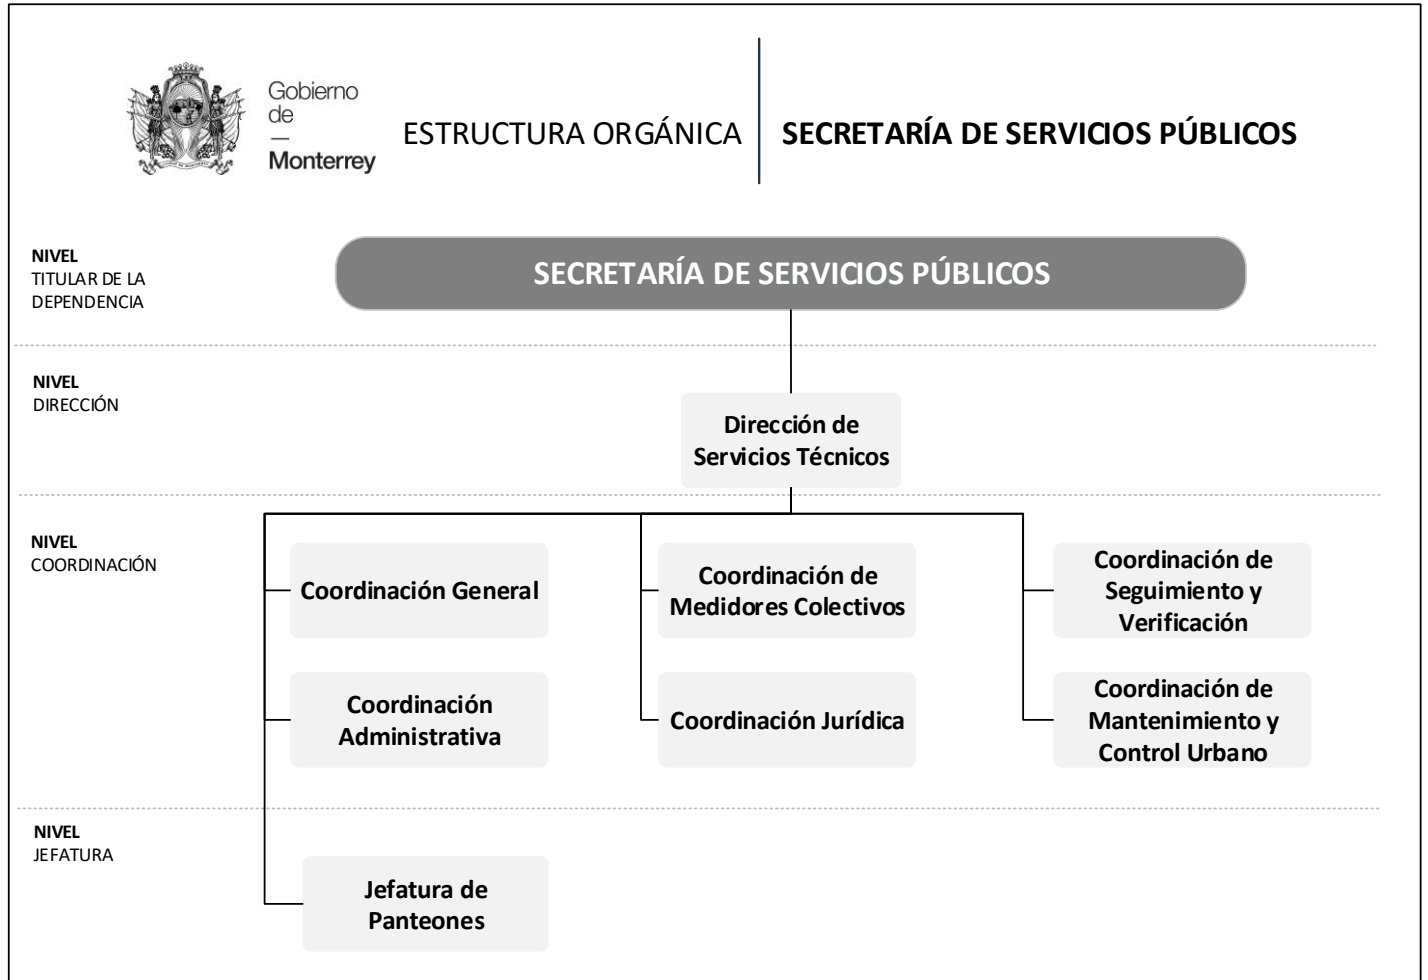 Gobierno
de
—
Monterrey
ESTRUCTURA ORGÁNICA
SECRETARÍA DE SERVICIOS PÚBLICOS
NIVEL
TITULAR DE LA
DEPENDENCIA
SECRETARÍA DE SERVICIOS PÚBLICOS
NIVEL
DIRECCIÓN
Dirección de
Servicios Técnicos
NIVEL
COORDINACIÓN
Coordinación General
Coordinación de
Medidores Colectivos
Coordinación de
Seguimiento y
Verificación
Coordinación
Administrativa
Coordinación Jurídica
Coordinación de
Mantenimiento y
Control Urbano
NIVEL
JEFATURA
Jefatura de
Panteones